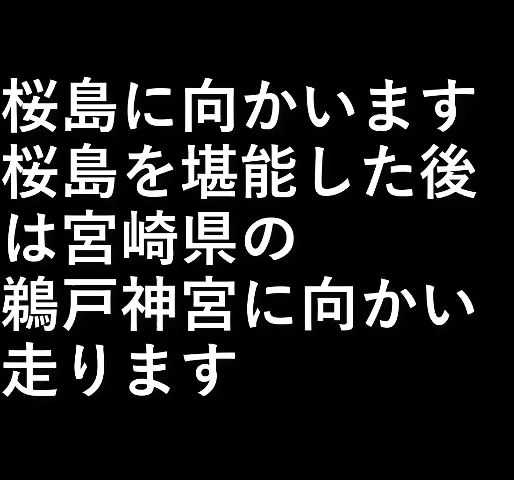 桜島に向かいます
桜島を堪能した後
は宮崎県の
鵜戸神宮に向かい
走ります